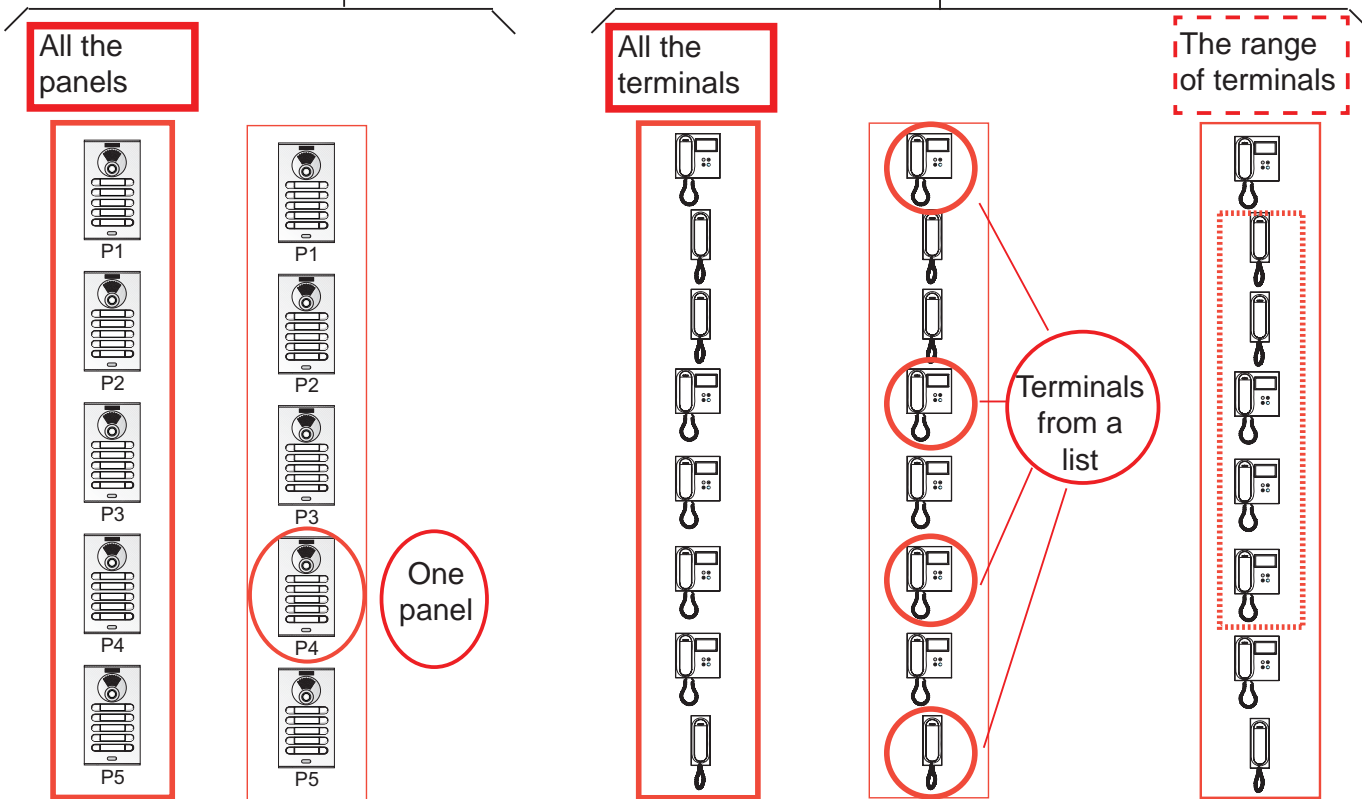 All the
panels
All the
terminals
The range
of terminals
P1
P2
P3
P4
P5
P1
P2
P3
P4
P5
One
panel
Terminals
from a
list